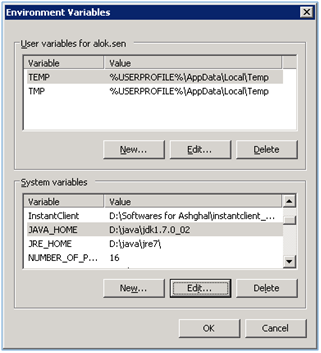 Environment Variables
User variables for alok.sen
Variable Value
TEMP %USERPROFILE%\AppData\Local\Temp
TMP %USERPROFILE%\AppData\Local\Temp
New... Edit... Delete
System variables
Variable Value
InstantClient D:\Softwares for Ashghal\instantclient_...
JAVA_HOME D:\java\jdk1.7.0_02
JRE_HOME D:\java\jre7\
NUMBER_OF_P... 16
New... Edit... Delete
OK Cancel